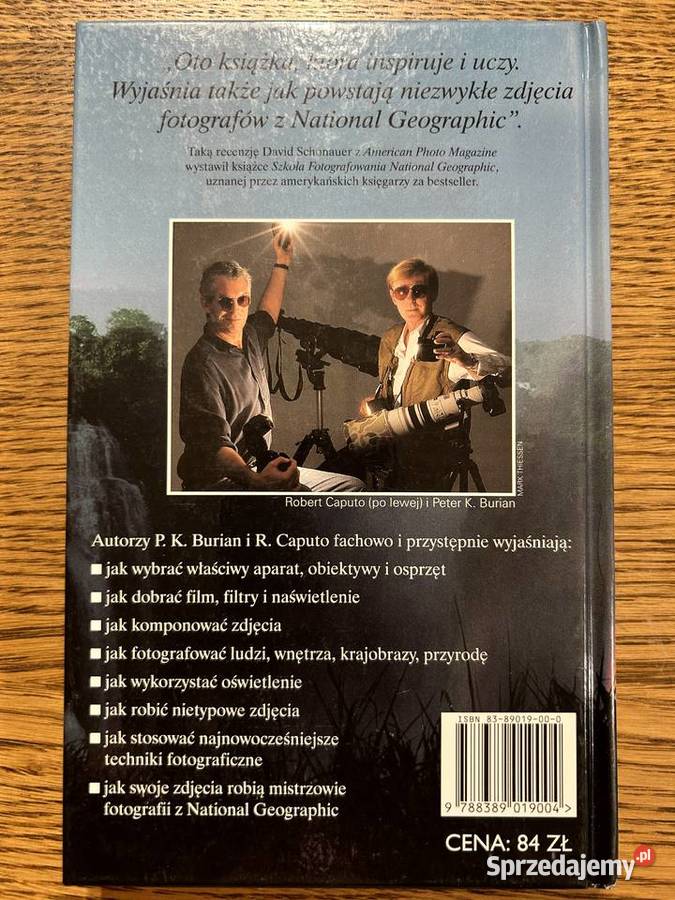 „Oto książka, która inspiruje i uczy.
Wyjaśnia także jak powstają niezwykłe zdjęcia
fotografów z National Geographic”.
Taką recenzję David Schonauer z American Photo Magazine
wystawił książce Szkoła Fotografowania National Geographic,
uznanej przez amerykańskich księgarzy za bestseller.
MARK THIESSEN
Robert Caputo (po lewej) i Peter K. Burian
Autorzy P. K. Burian i R. Caputo fachowo i przystępnie wyjaśniają:
■ jak wybrać właściwy aparat, obiektywy i osprzęt
■ jak dobrać film, filtry i naświetlenie
■ jak komponować zdjęcia
■ jak fotografować ludzi, wnętrza, krajobrazy, przyrodę
■ jak wykorzystać oświetlenie
■ jak robić nietypowe zdjęcia
■ jak stosować najnowocześniejsze
techniki fotograficzne
■ jak swoje zdjęcia robią mistrzowie
fotografii z National Geographic
ISBN 83-89019-00-0
9 788389 019004 >
CENA: 84 ZŁ
Sprzedajemy.pl